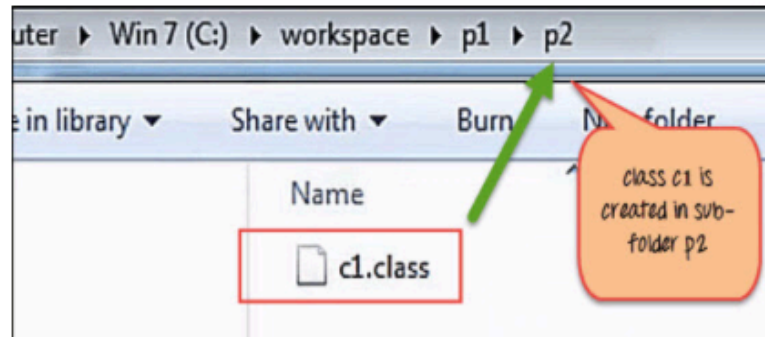 uter ▸ Win 7 (C:) ▸ workspace ▸ p1 ▸ p2
e in library ▼ Share with ▼ Burn folder
Name
c1.class
class c1 is
created in sub-
folder p2